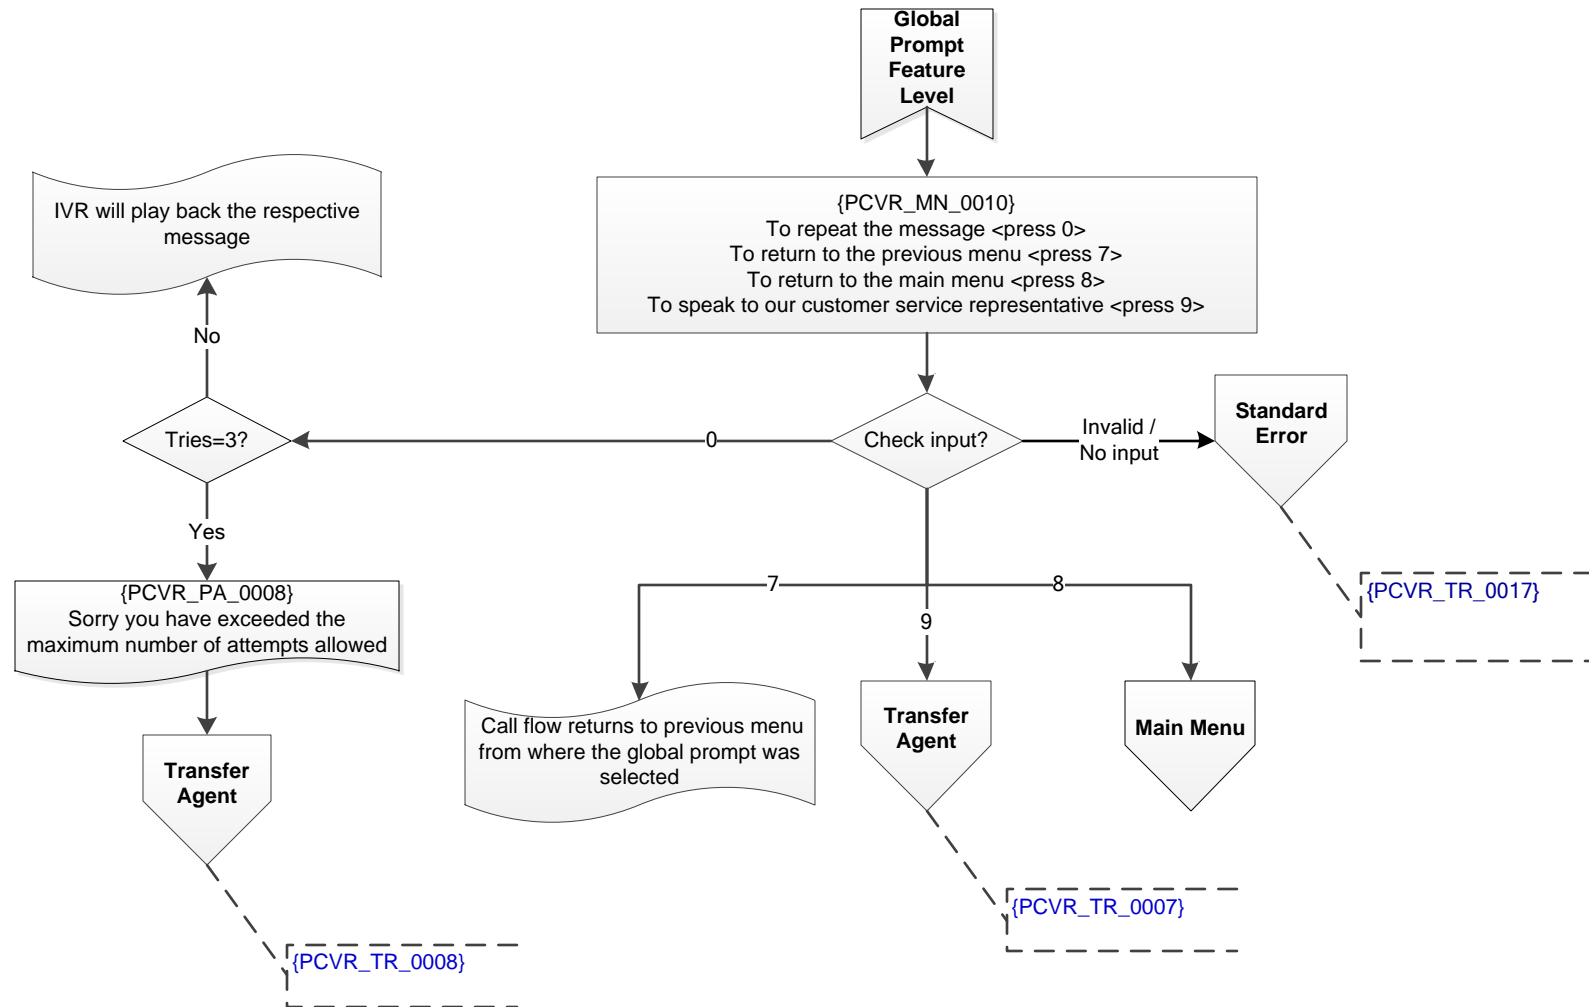 Global
Prompt
Feature
Level
{PCVR_MN_0010}
To repeat the message <press 0>
To return to the previous menu <press 7>
To return to the main menu <press 8>
To speak to our customer service representative <press 9>
IVR will play back the respective
message
No
Tries=3?
0
Check input?
Invalid /
No input
Standard
Error
Yes
{PCVR_PA_0008}
Sorry you have exceeded the
maximum number of attempts allowed
7
9
8
{PCVR_TR_0017}
Call flow returns to previous menu
from where the global prompt was
selected
Transfer
Agent
Main Menu
Transfer
Agent
{PCVR_TR_0007}
{PCVR_TR_0008}